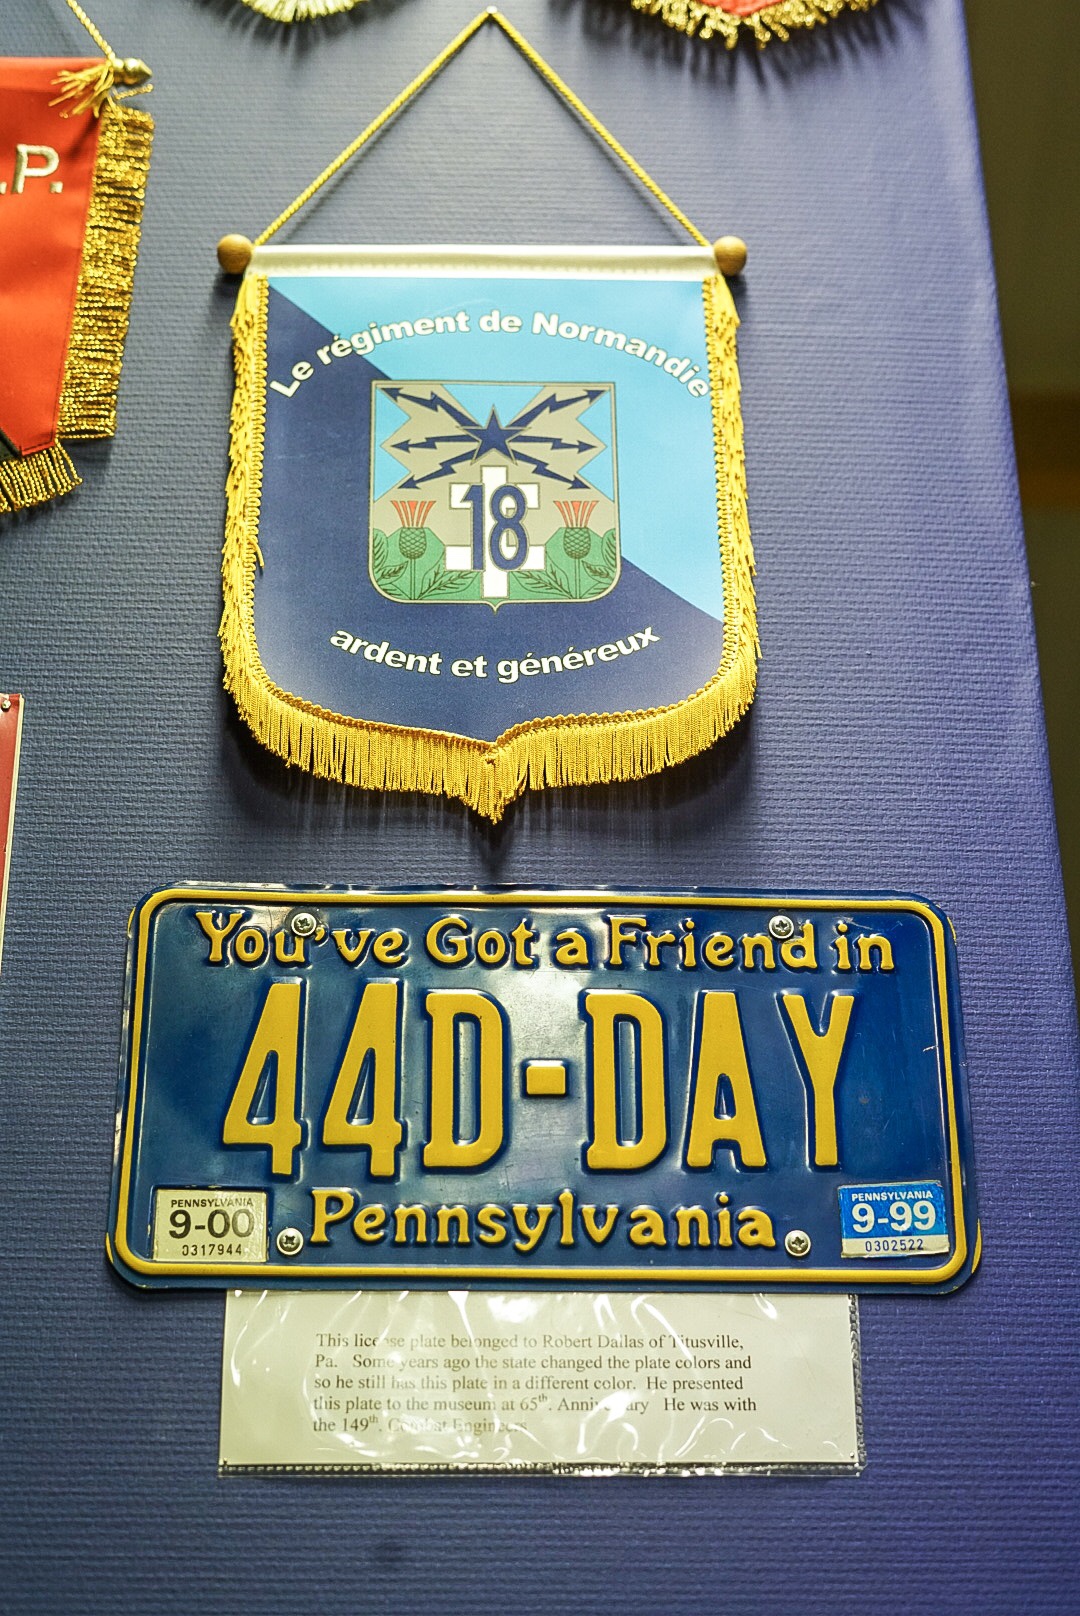 .P.
Le régiment de Normandie
18
ardent et généreux
You've Got a Friend in
44D-DAY
Pennsylvania
PENNSYLVANIA
9-00
0317944
PENNSYLVANIA
9-99
0302522
This license plate belonged to Robert Dallas of Titusville,
Pa. Some years ago the state changed the plate colors and
so he still has this plate in a different color. He presented
this plate to the museum at 65th. Anniversary He was with
the 149th. Combat Engineers